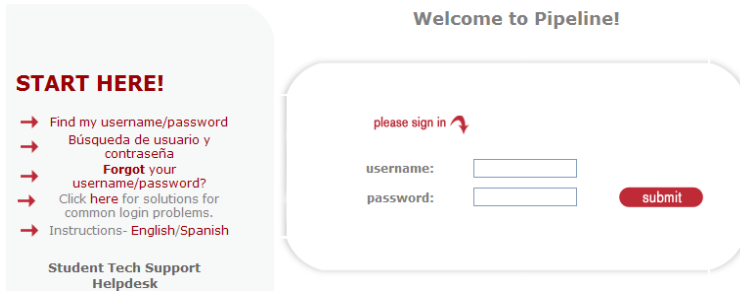 Welcome to Pipeline!
START HERE!
Find my username/password
Búsqueda de usuario y
contraseña
Forgot your
username/password?
Click here for solutions for
common login problems.
Instructions- English/Spanish
Student Tech Support
Helpdesk
please sign in
username:
password:
submit